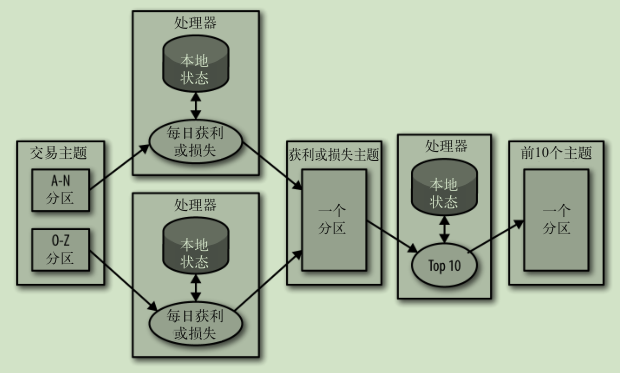 交易主题
A-N
分区
O-Z
分区
处理器
本地
状态
每日获利
或损失
处理器
本地
状态
每日获利
或损失
获利或损失主题
一个
分区
处理器
本地
状态
Top 10
前10个主题
一个
分区